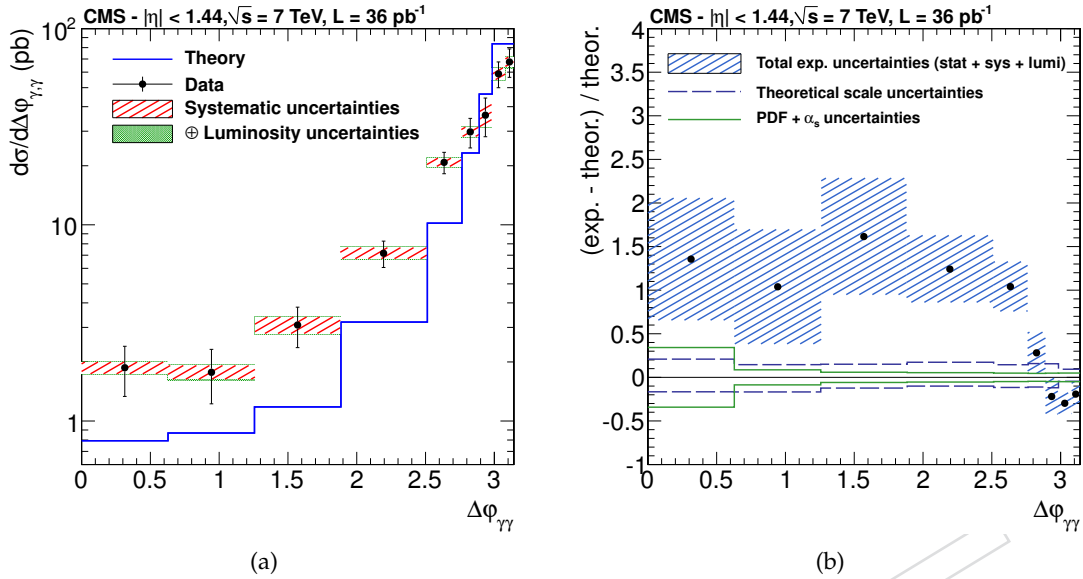 CMS - |η| < 1.44, √s = 7 TeV, L = 36 pb⁻¹
dσ/dΔφγγ (pb)
10²
10
1
Theory
Data
Systematic uncertainties
⊕ Luminosity uncertainties
0 0.5 1 1.5 2 2.5 3
Δφγγ
(a)
CMS - |η| < 1.44, √s = 7 TeV, L = 36 pb⁻¹
(exp. - theor.) / theor.
4
3.5
3
2.5
2
1.5
1
0.5
0
-0.5
-1
Total exp. uncertainties (stat + sys + lumi)
Theoretical scale uncertainties
PDF + αs uncertainties
0 0.5 1 1.5 2 2.5 3
Δφγγ
(b)